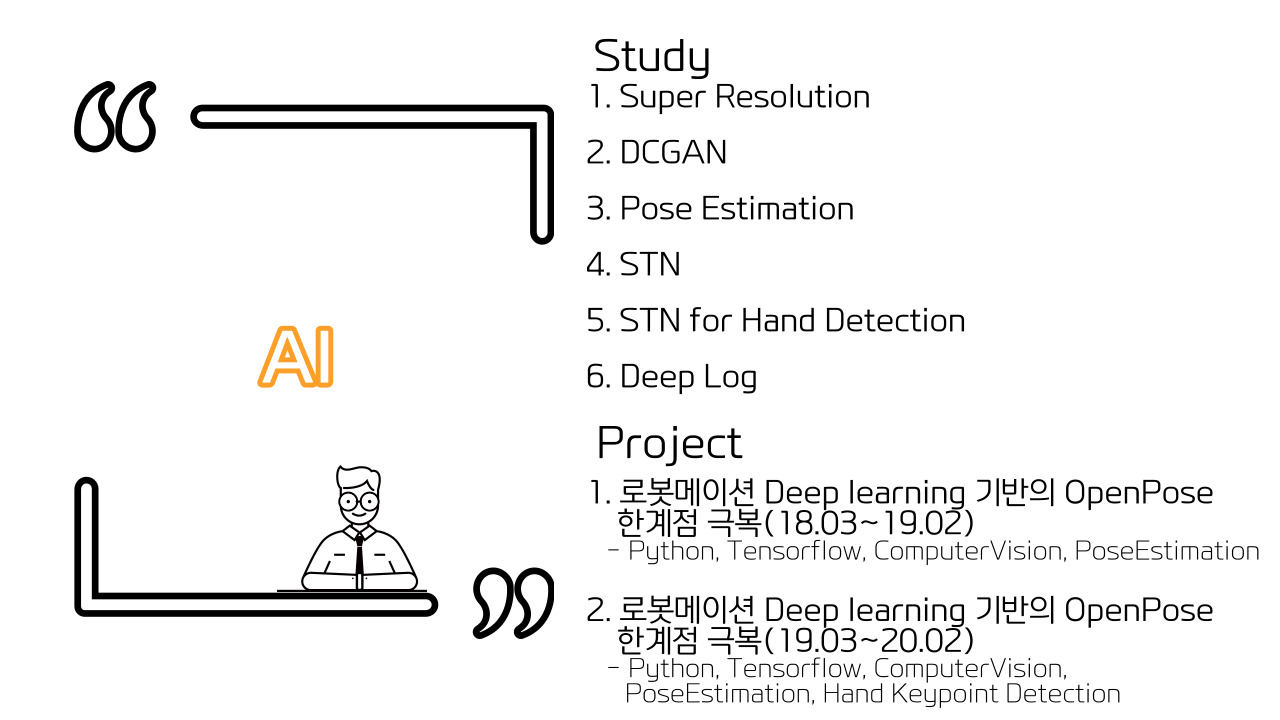 AI
Study
1. Super Resolution
2. DCGAN
3. Pose Estimation
4. STN
5. STN for Hand Detection
6. Deep Log
Project
1. 로봇메이션 Deep learning 기반의 OpenPose
한계점 극복(18.03~19.02)
- Python, Tensorflow, ComputerVision, PoseEstimation
2. 로봇메이션 Deep learning 기반의 OpenPose
한계점 극복(19.03~20.02)
- Python, Tensorflow, ComputerVision,
PoseEstimation, Hand Keypoint Detection